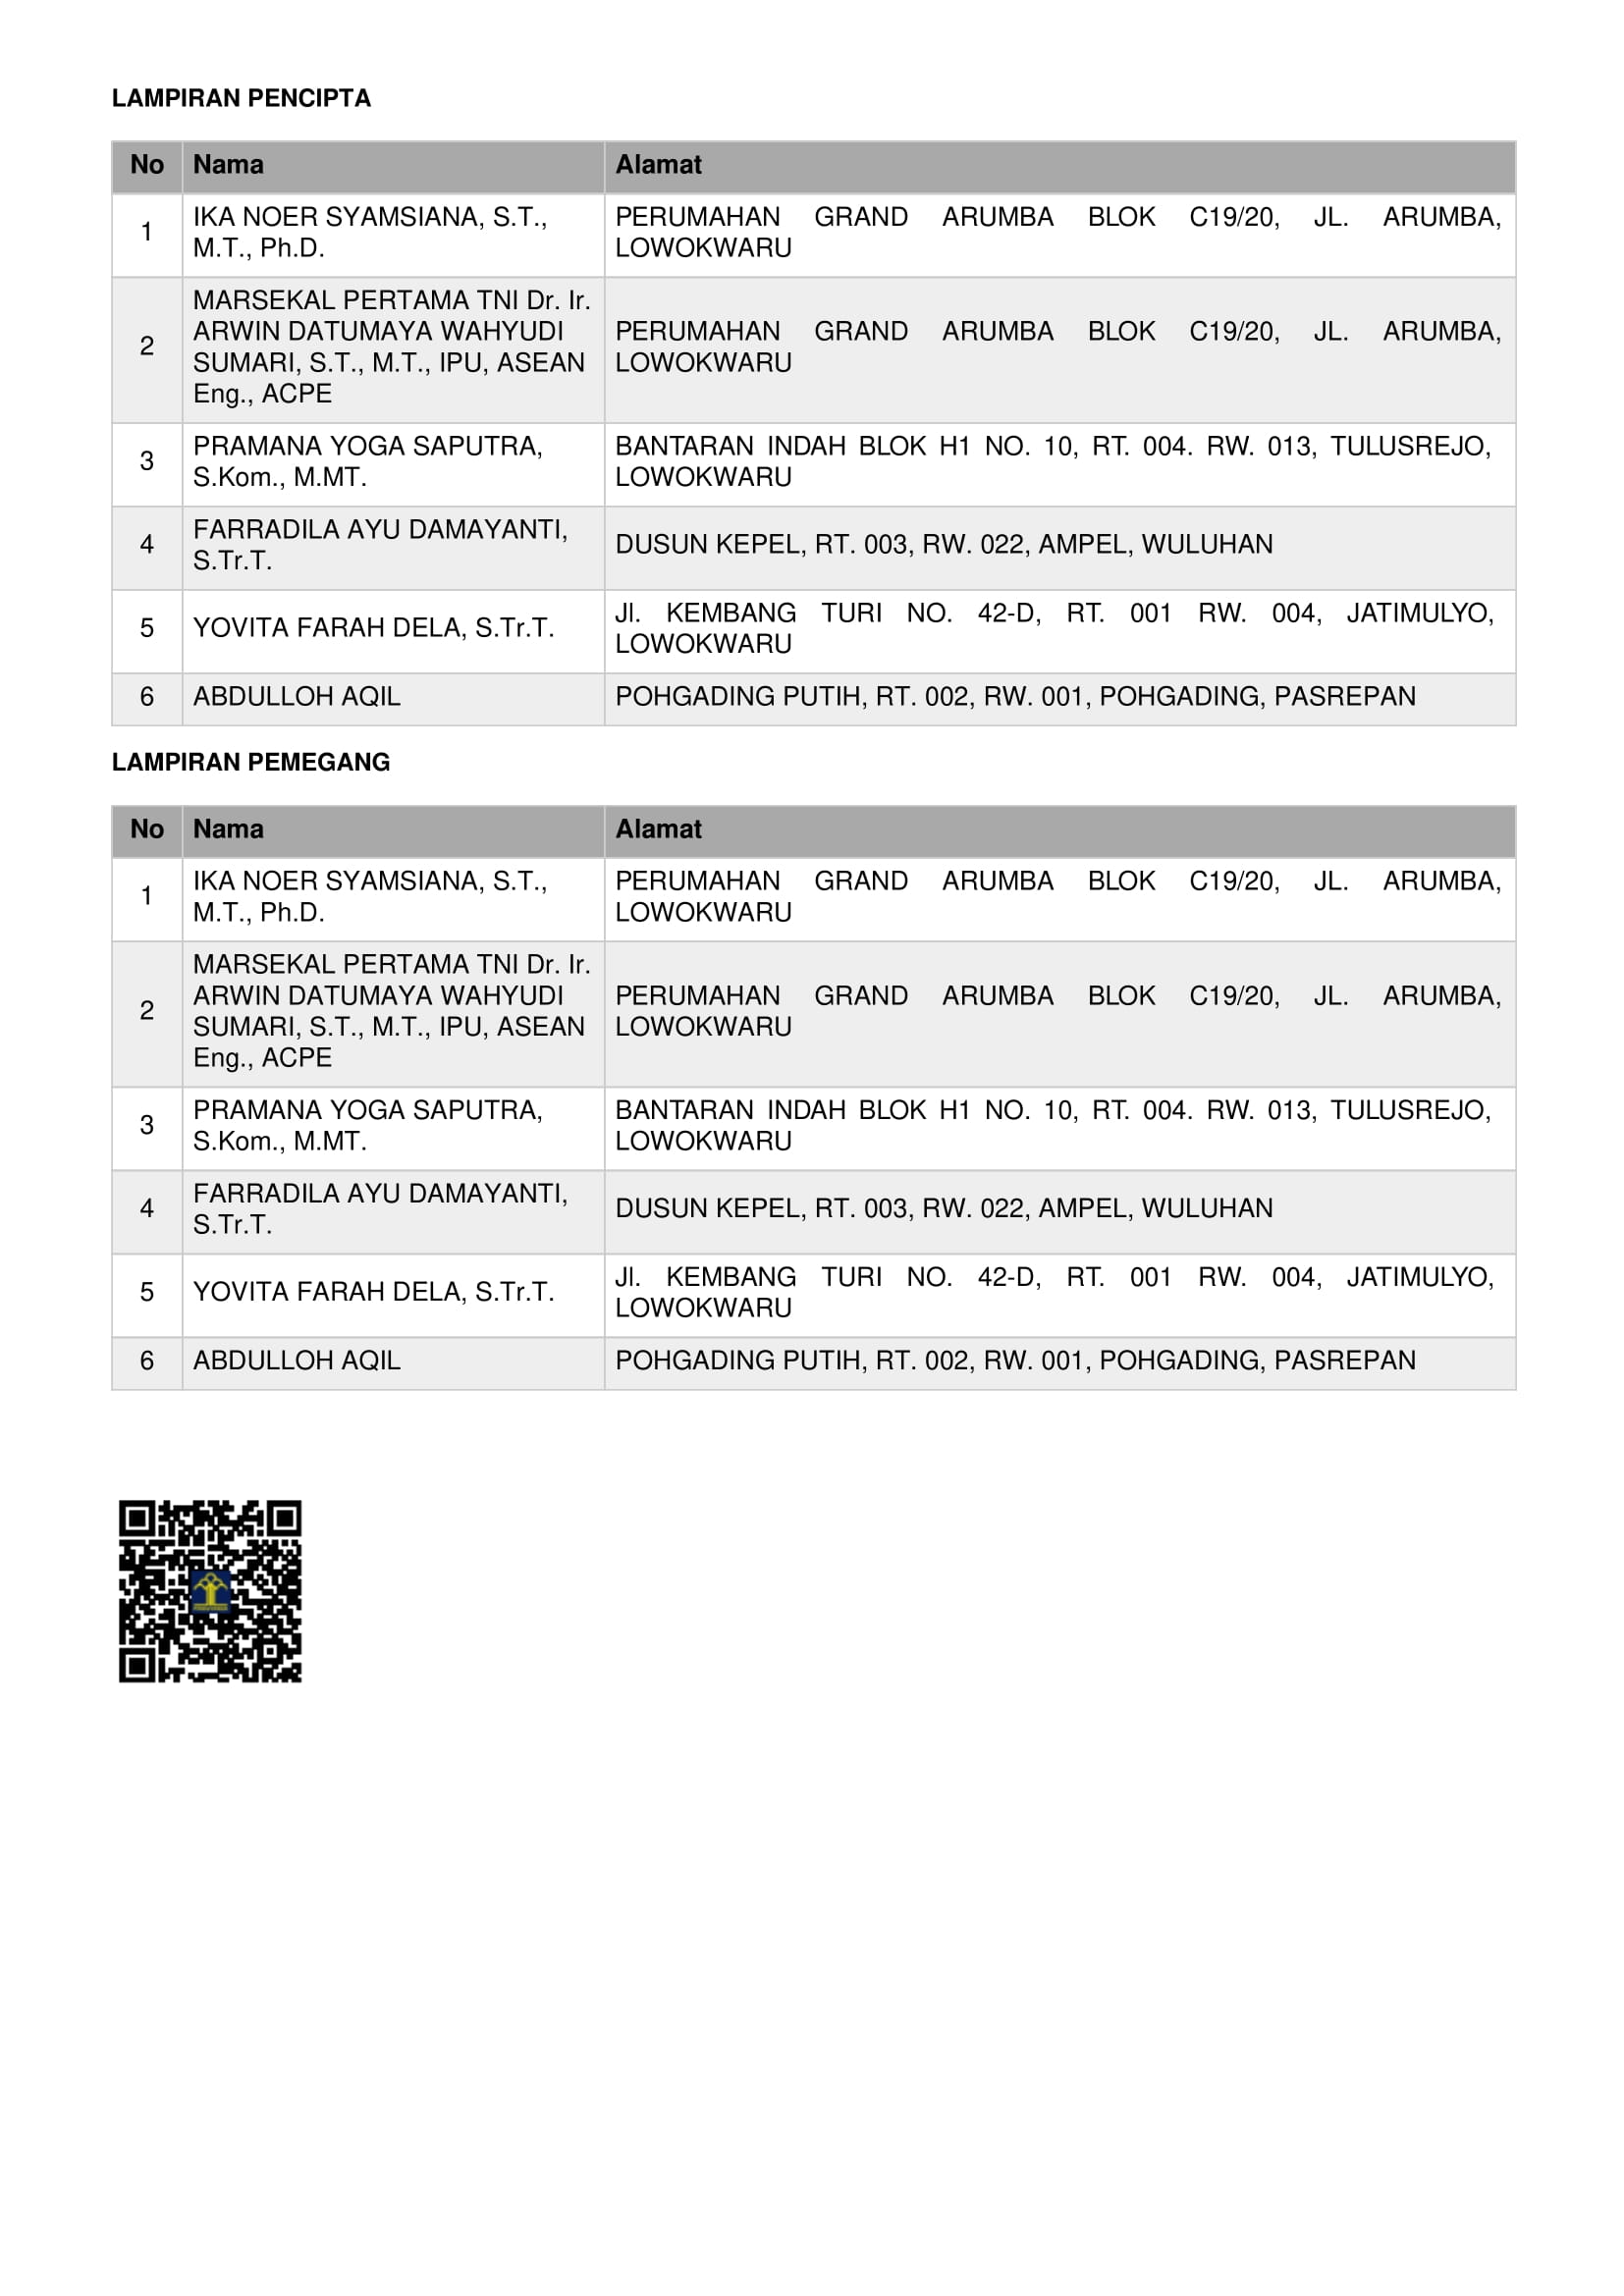 LAMPIRAN PENCIPTA
No Nama Alamat
1 IKA NOER SYAMSIANA, S.T., M.T., Ph.D. PERUMAHAN GRAND ARUMBA BLOK C19/20, JL. ARUMBA, LOWOKWARU
2 MARSEKAL PERTAMA TNI Dr. Ir. ARWIN DATUMAYA WAHYUDI SUMARI, S.T., M.T., IPU, ASEAN Eng., ACPE PERUMAHAN GRAND ARUMBA BLOK C19/20, JL. ARUMBA, LOWOKWARU
3 PRAMANA YOGA SAPUTRA, S.Kom., M.MT. BANTARAN INDAH BLOK H1 NO. 10, RT. 004. RW. 013, TULUSREJO, LOWOKWARU
4 FARRADILA AYU DAMAYANTI, S.Tr.T. DUSUN KEPEL, RT. 003, RW. 022, AMPEL, WULUHAN
5 YOVITA FARAH DELA, S.Tr.T. Jl. KEMBANG TURI NO. 42-D, RT. 001 RW. 004, JATIMULYO, LOWOKWARU
6 ABDULLOH AQIL POHGADING PUTIH, RT. 002, RW. 001, POHGADING, PASREPAN
LAMPIRAN PEMEGANG
No Nama Alamat
1 IKA NOER SYAMSIANA, S.T., M.T., Ph.D. PERUMAHAN GRAND ARUMBA BLOK C19/20, JL. ARUMBA, LOWOKWARU
2 MARSEKAL PERTAMA TNI Dr. Ir. ARWIN DATUMAYA WAHYUDI SUMARI, S.T., M.T., IPU, ASEAN Eng., ACPE PERUMAHAN GRAND ARUMBA BLOK C19/20, JL. ARUMBA, LOWOKWARU
3 PRAMANA YOGA SAPUTRA, S.Kom., M.MT. BANTARAN INDAH BLOK H1 NO. 10, RT. 004. RW. 013, TULUSREJO, LOWOKWARU
4 FARRADILA AYU DAMAYANTI, S.Tr.T. DUSUN KEPEL, RT. 003, RW. 022, AMPEL, WULUHAN
5 YOVITA FARAH DELA, S.Tr.T. Jl. KEMBANG TURI NO. 42-D, RT. 001 RW. 004, JATIMULYO, LOWOKWARU
6 ABDULLOH AQIL POHGADING PUTIH, RT. 002, RW. 001, POHGADING, PASREPAN